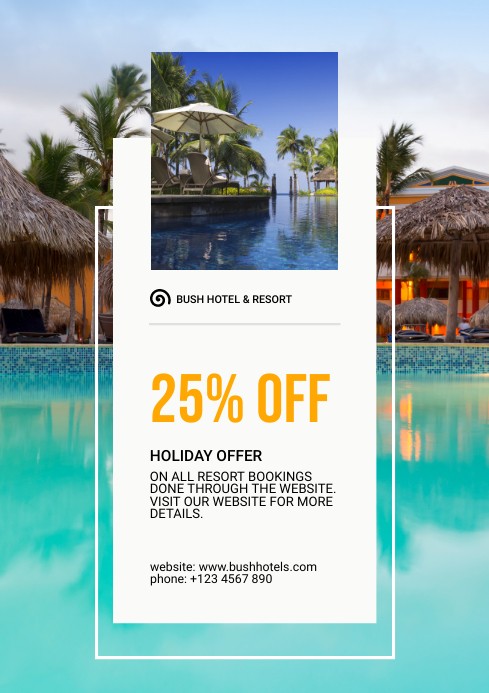 BUSH HOTEL & RESORT
25% OFF
HOLIDAY OFFER
ON ALL RESORT BOOKINGS
DONE THROUGH THE WEBSITE.
VISIT OUR WEBSITE FOR MORE
DETAILS.
website: www.bushhotels.com
phone: +123 4567 890